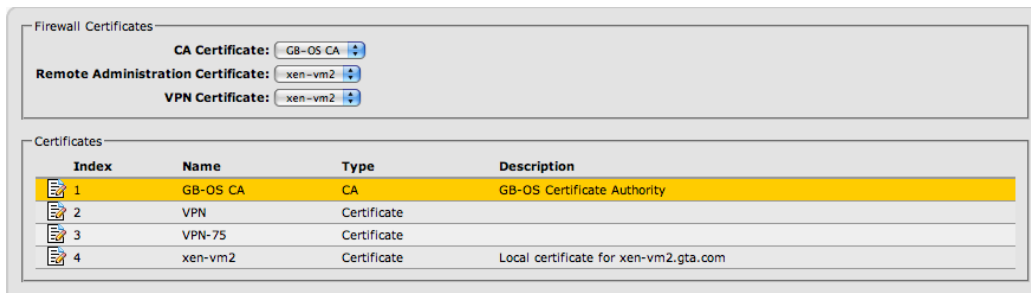 Firewall Certificates
CA Certificate: GB-OS CA
Remote Administration Certificate: xen-vm2
VPN Certificate: xen-vm2
Certificates
Index Name Type Description
1 GB-OS CA CA GB-OS Certificate Authority
2 VPN Certificate
3 VPN-75 Certificate
4 xen-vm2 Certificate Local certificate for xen-vm2.gta.com